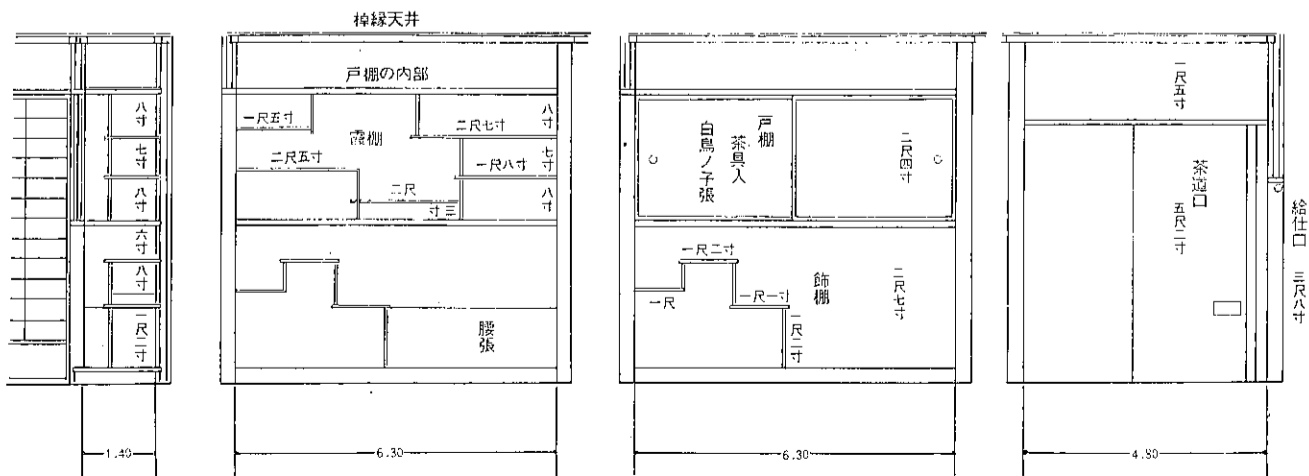 棹縁天井
八寸
七寸
八寸
六寸
八寸
一尺二寸
1.40
戸棚の内部
一尺五寸
霞棚
二尺七寸
八寸
二尺五寸
一尺八寸
七寸
二尺
三寸
八寸
腰張
6.30
戸棚
茶具入
白鳥ノ子張
二尺四寸
一尺二寸
一尺
一尺一寸
一尺二寸
飾棚
二尺七寸
6.30
一尺五寸
茶道口
五尺二寸
給仕口 三尺八寸
4.80